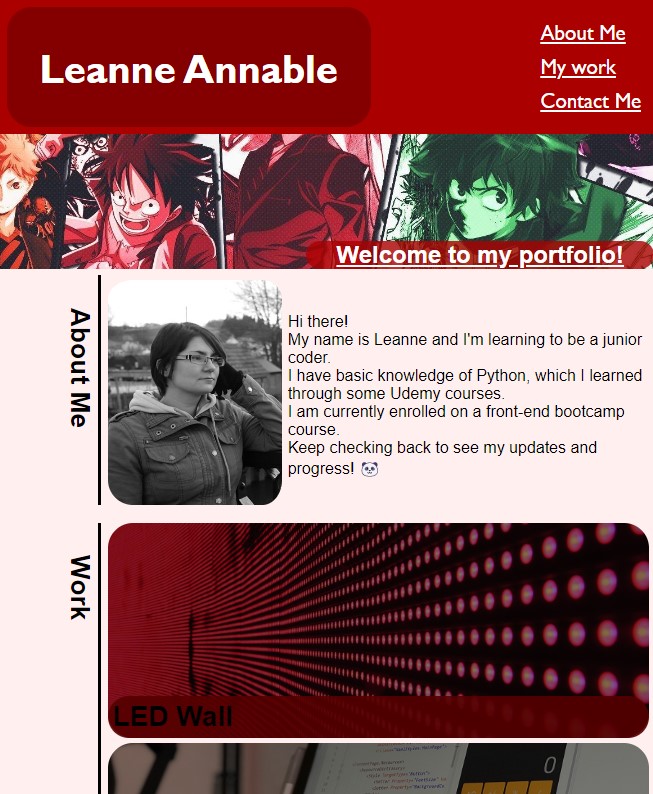 Leanne Annable
About Me
My work
Contact Me
Welcome to my portfolio!
About Me
Hi there!
My name is Leanne and I'm learning to be a junior
coder.
I have basic knowledge of Python, which I learned
through some Udemy courses.
I am currently enrolled on a front-end bootcamp
course.
Keep checking back to see my updates and
progress! 🐼
Work
LED Wall
0